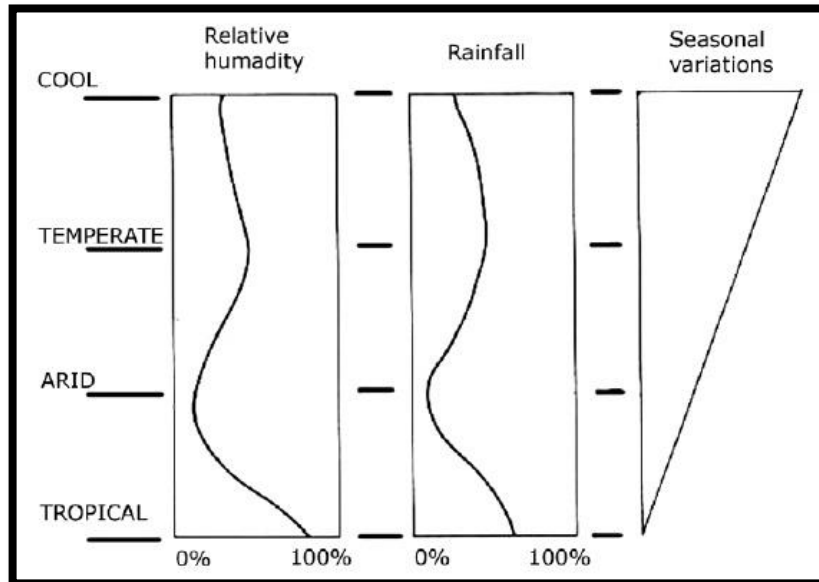 Relative
humadity
Rainfall
Seasonal
variations
COOL
TEMPERATE
ARID
TROPICAL
0% 100% 0% 100%